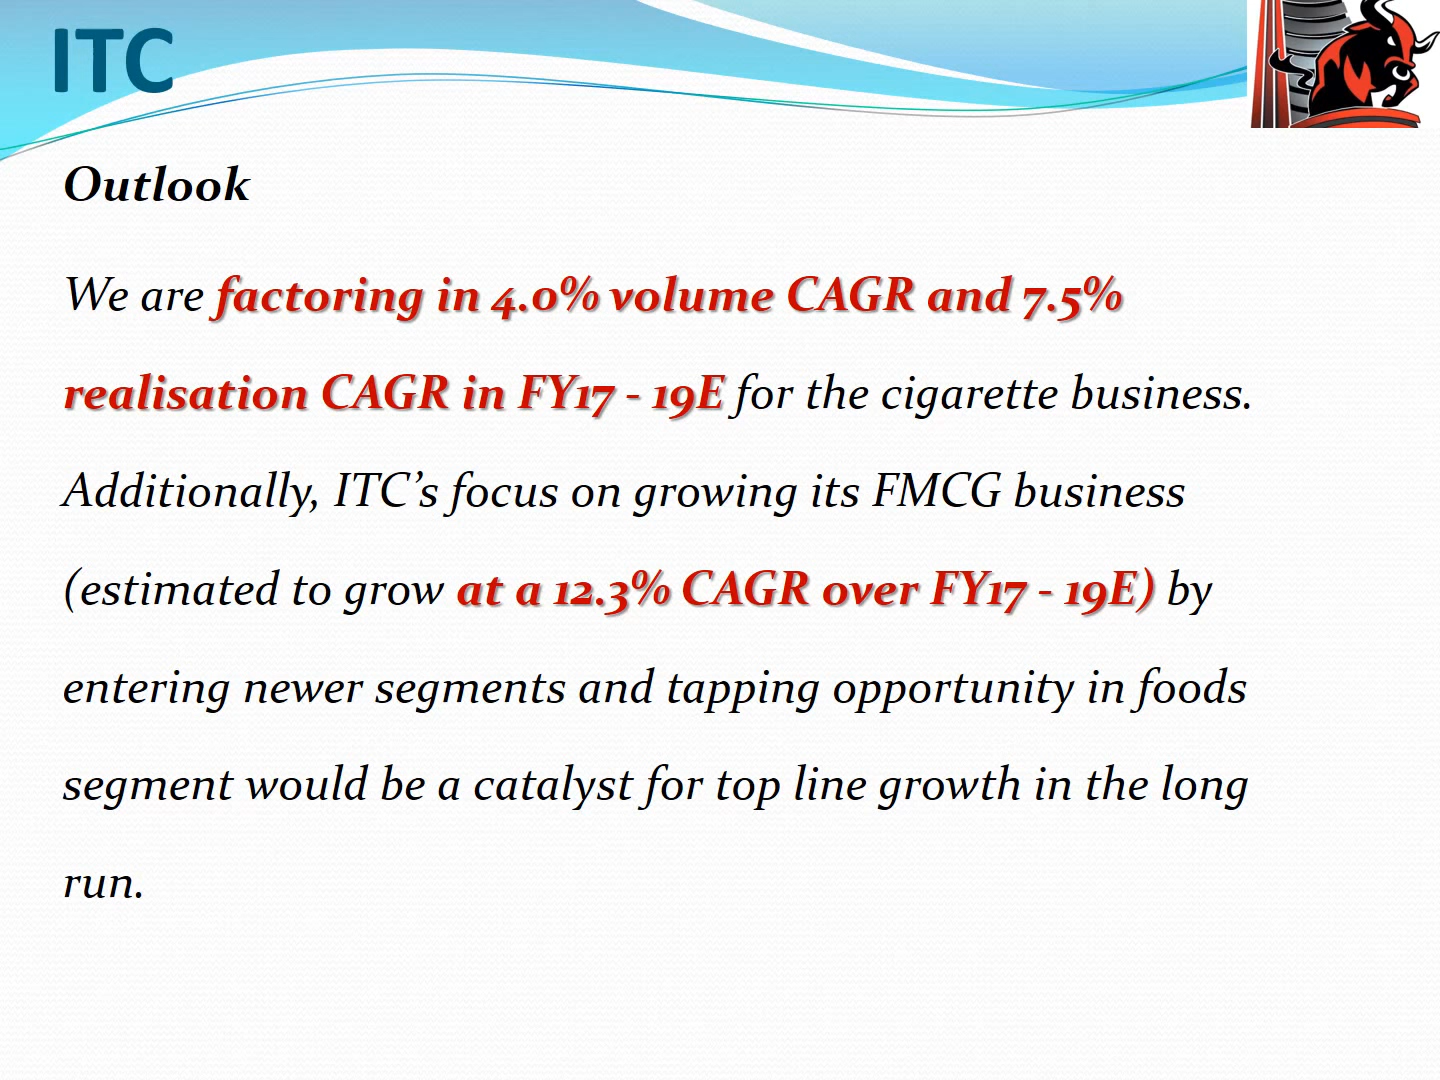 ITC
Outlook
We are factoring in 4.0% volume CAGR and 7.5%
realisation CAGR in FY17 - 19E for the cigarette business.
Additionally, ITC’s focus on growing its FMCG business
(estimated to grow at a 12.3% CAGR over FY17 - 19E) by
entering newer segments and tapping opportunity in foods
segment would be a catalyst for top line growth in the long
run.